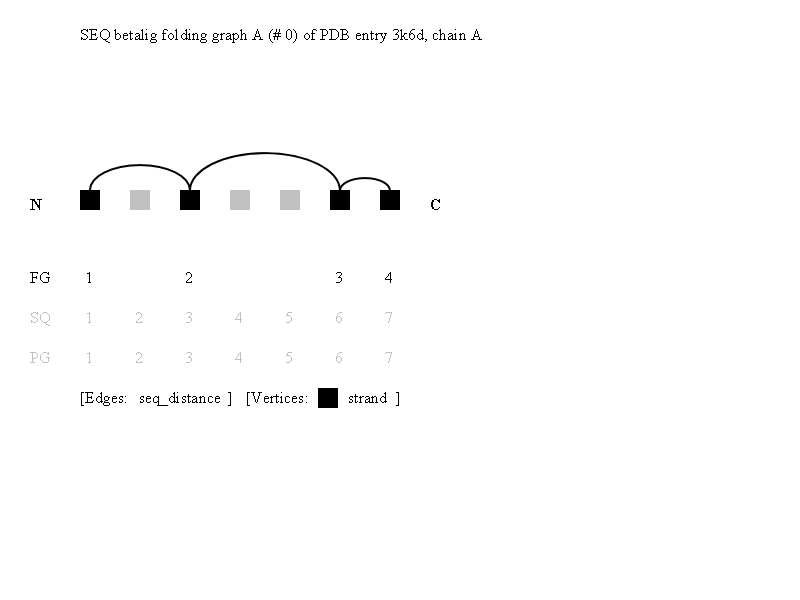 SEQ betalig folding graph A (# 0) of PDB entry 3k6d, chain A
N C
FG 1 2 3 4
SQ 1 2 3 4 5 6 7
PG 1 2 3 4 5 6 7
[Edges: seq_distance ] [Vertices: strand ]